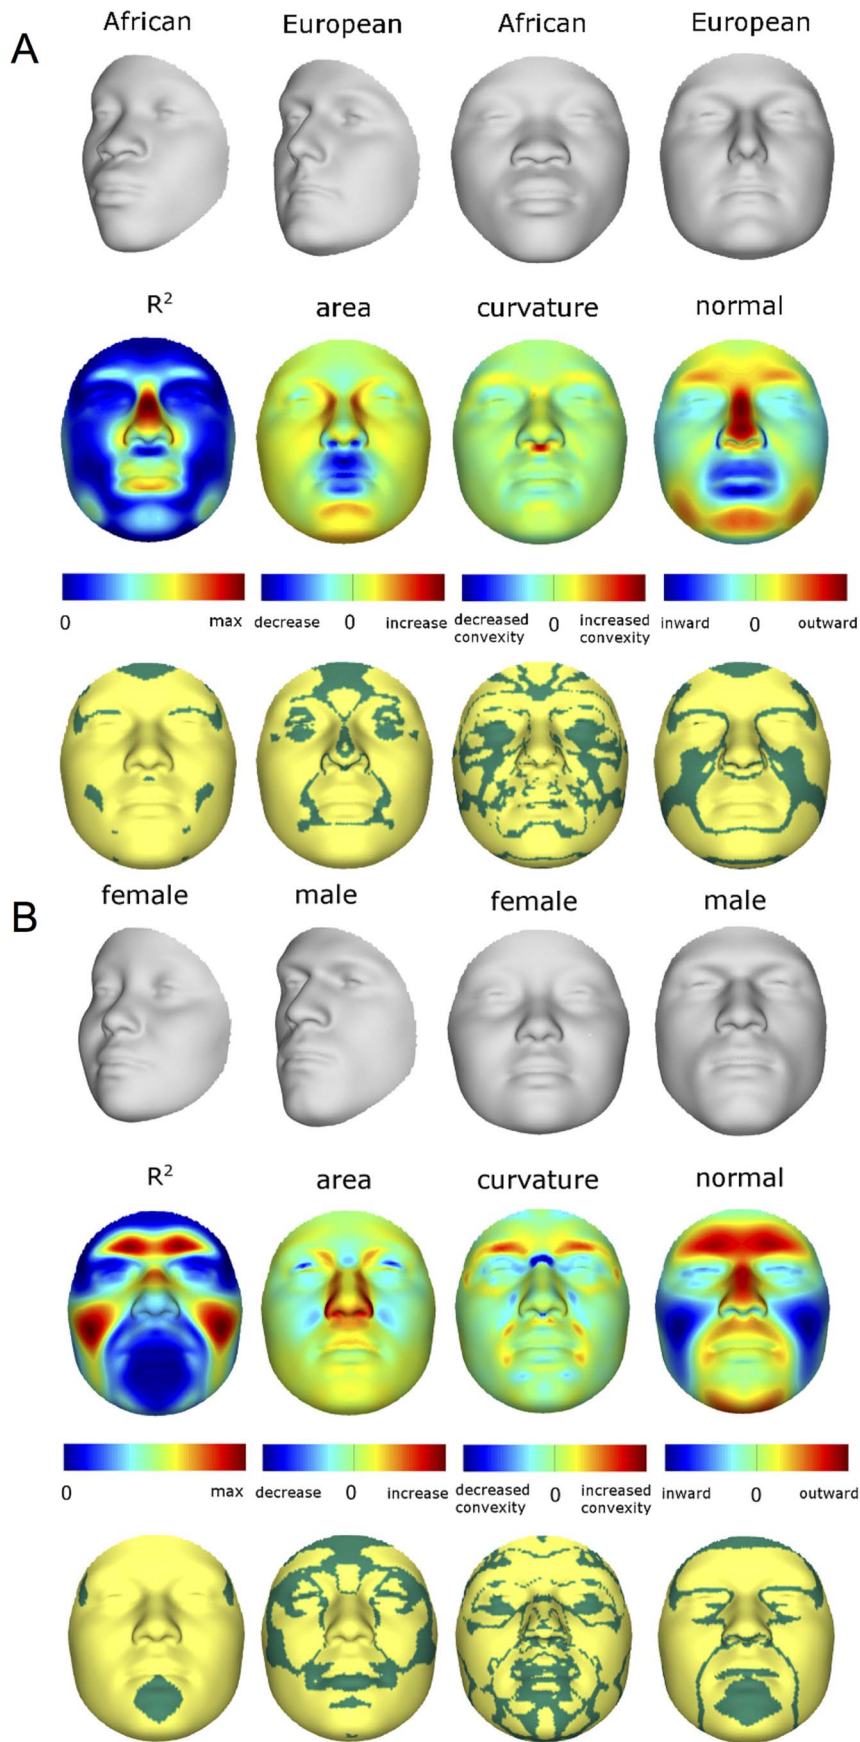 A
African European African European
R² area curvature normal
0 max decrease 0 increase decreased convexity 0 increased convexity inward 0 outward
B
female male female male
R² area curvature normal
0 max decrease 0 increase decreased convexity 0 increased convexity inward 0 outward